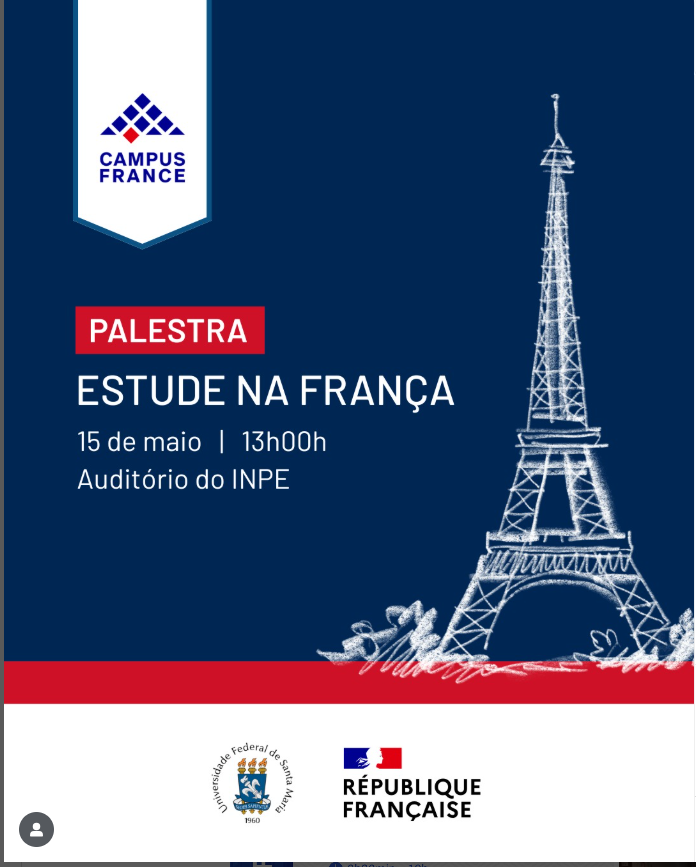 CAMPUS
FRANCE
PALESTRA
ESTUDE NA FRANÇA
15 de maio | 13h00h
Auditório do INPE
Universidade Federal de Santa Maria
1960
RÉPUBLIQUE
FRANÇAISE